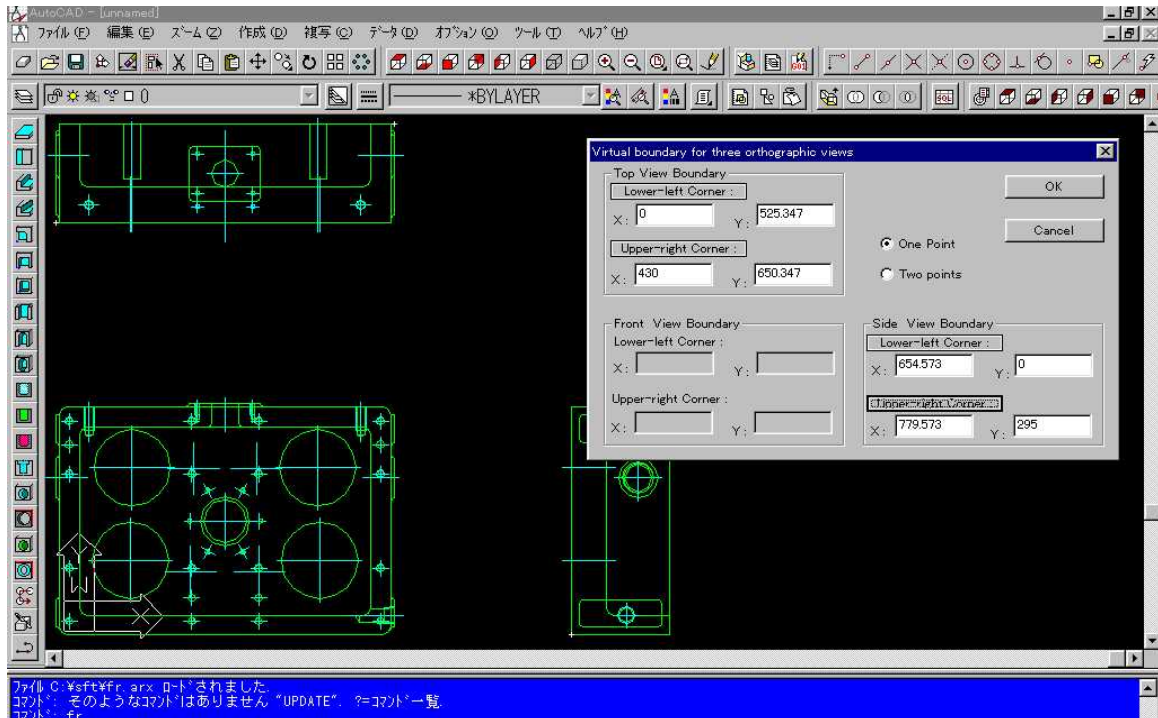 AutoCAD - [unnamed]
ファイル(F) 編集(E) ズーム(Z) 作成(D) 複写(C) データ(D) オプション(O) ツール(T) ヘルプ(H)
0
*BYLAYER
Virtual boundary for three orthographic views
Top View Boundary
Lower-left Corner :
X: 0 Y: 525.347
Upper-right Corner :
X: 430 Y: 650.347
OK
Cancel
One Point
Two points
Front View Boundary
Lower-left Corner :
X: Y:
Upper-right Corner :
X: Y:
Side View Boundary
Lower-left Corner :
X: 654.573 Y: 0
Upper-right Corner :
X: 779.573 Y: 295
Y
W
X
ファイル C:¥sft¥fr.arx ロードされました.
コマンド: そのようなコマンドはありません "UPDATE". ?=コマンド一覧
コマンド: fr